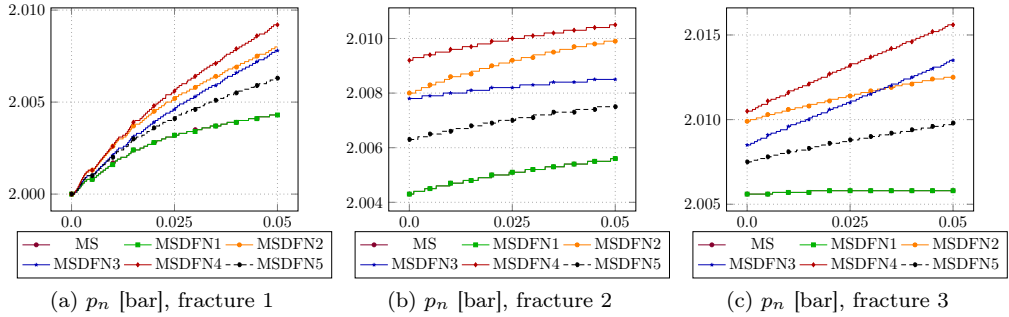 2.010
2.005
2.000
0.0 0.025 0.05
MS MSDFN1 MSDFN2
MSDFN3 MSDFN4 MSDFN5
(a) pn [bar], fracture 1
2.010
2.008
2.006
2.004
0.0 0.025 0.05
MS MSDFN1 MSDFN2
MSDFN3 MSDFN4 MSDFN5
(b) pn [bar], fracture 2
2.015
2.010
2.005
0.0 0.025 0.05
MS MSDFN1 MSDFN2
MSDFN3 MSDFN4 MSDFN5
(c) pn [bar], fracture 3